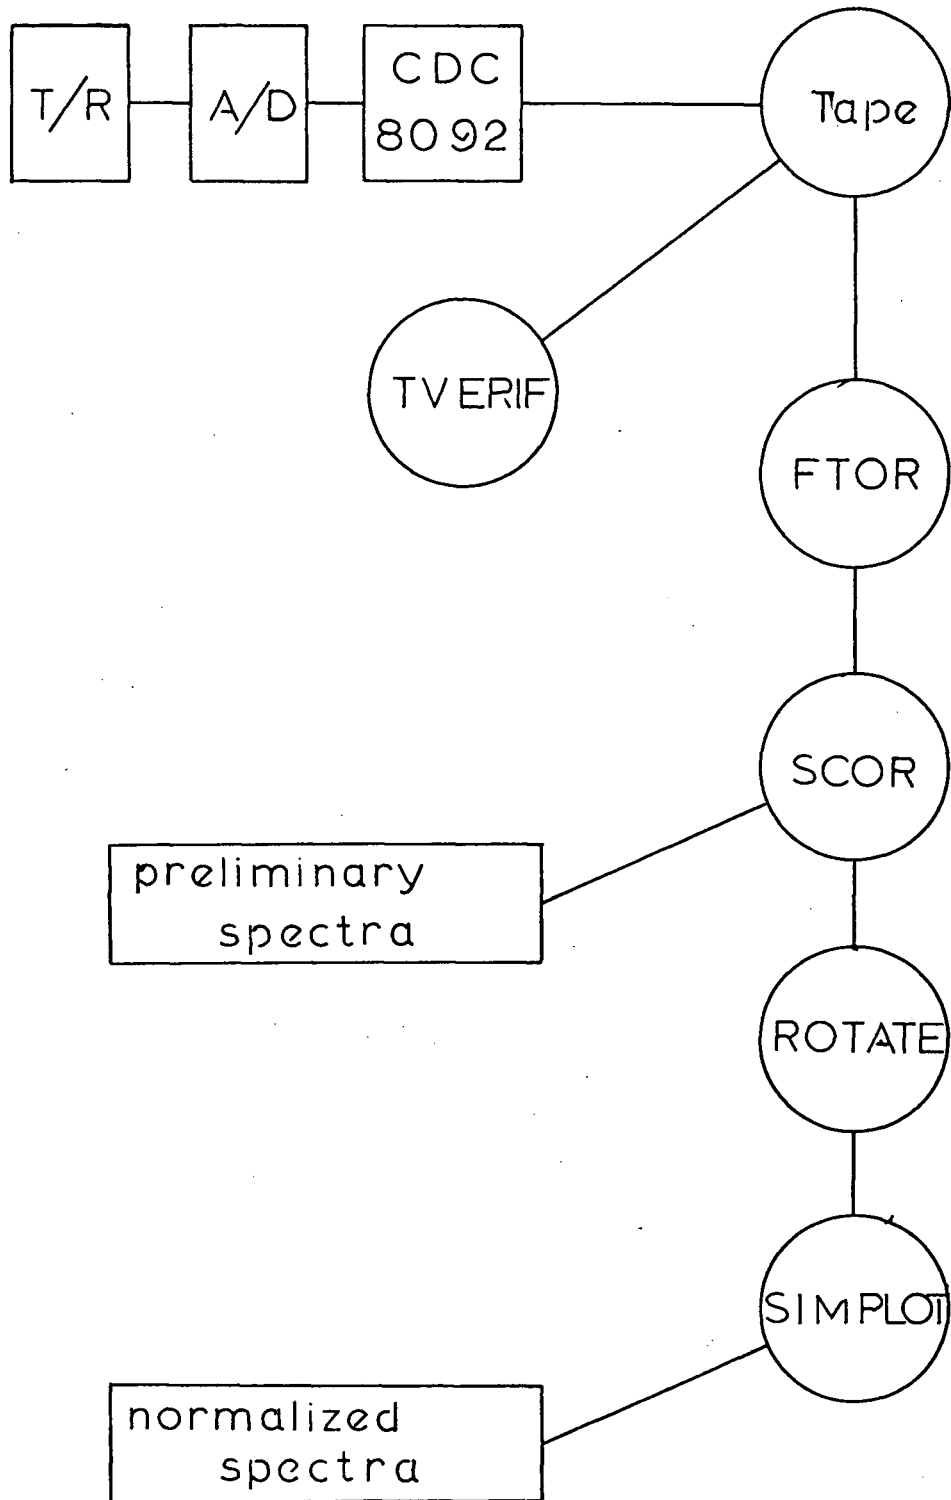 T/R
A/D
CDC
8092
Tape
TVERIF
FTOR
SCOR
preliminary
spectra
ROTATE
SIMPLOT
normalized
spectra